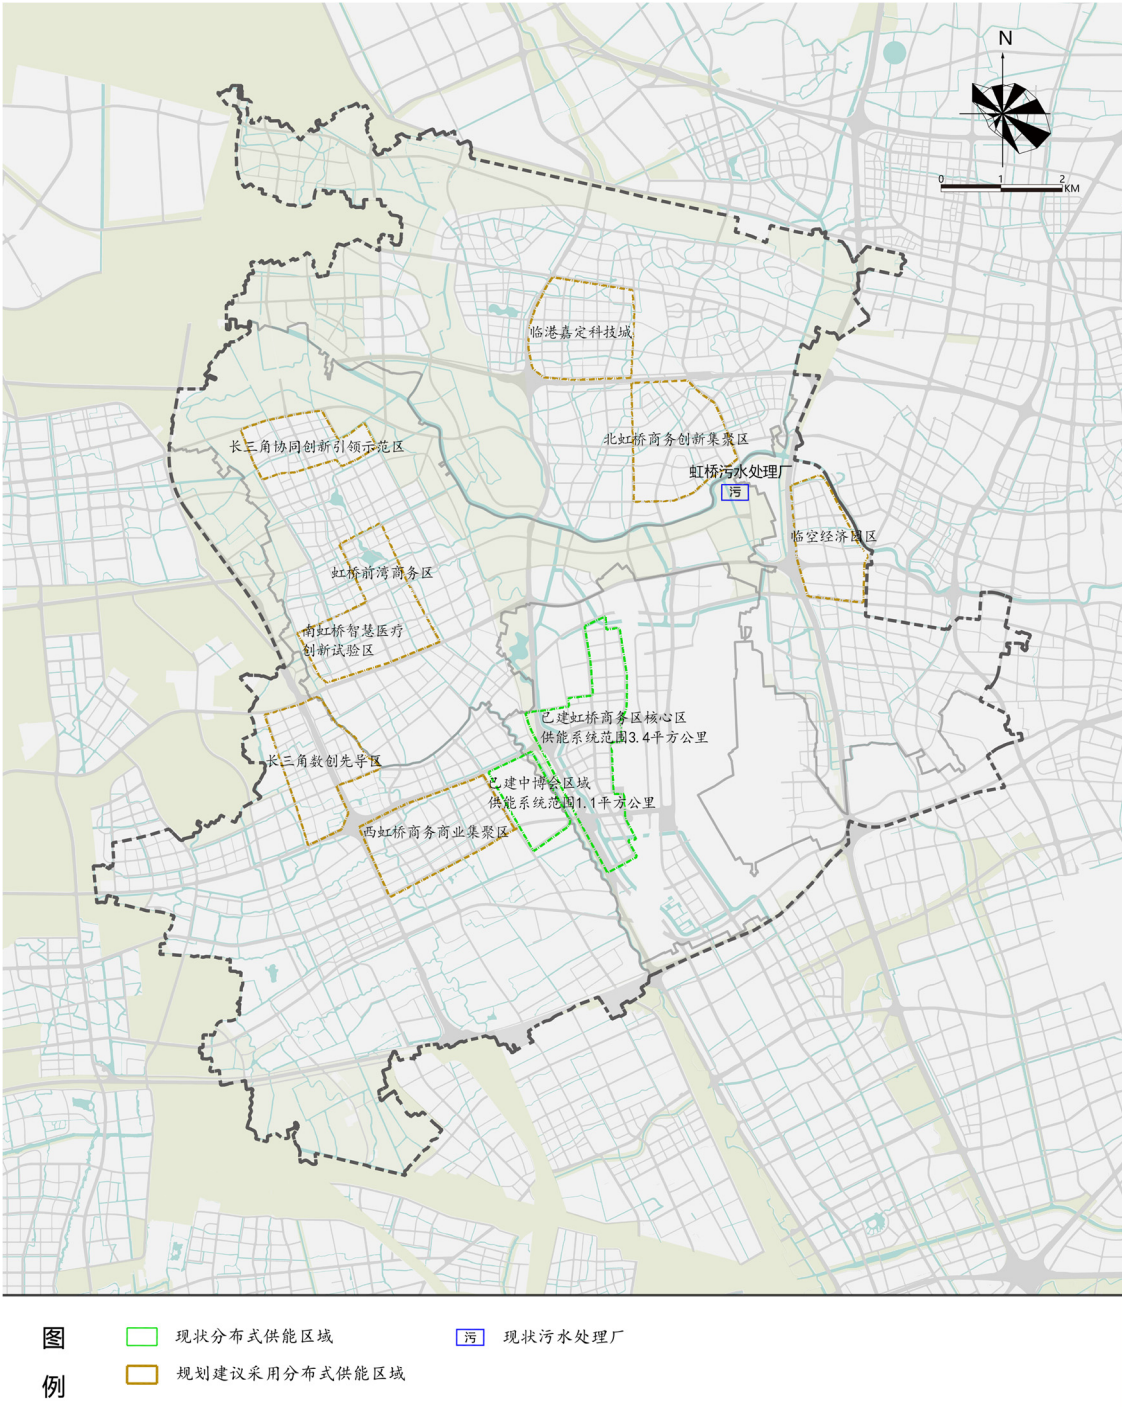 N
0 1 2
KM
临港嘉定科技城
北虹桥商务创新集聚区
长三角协同创新引领示范区
虹桥污水处理厂
污
临空经济园区
虹桥前湾商务区
南虹桥智慧医疗
创新试验区
已建虹桥商务区核心区
供能系统范围3.4平方公里
长三角数创先导区
已建中博会区域
供能系统范围1.1平方公里
西虹桥商务商业集聚区
图例
现状分布式供能区域
污 现状污水处理厂
规划建议采用分布式供能区域